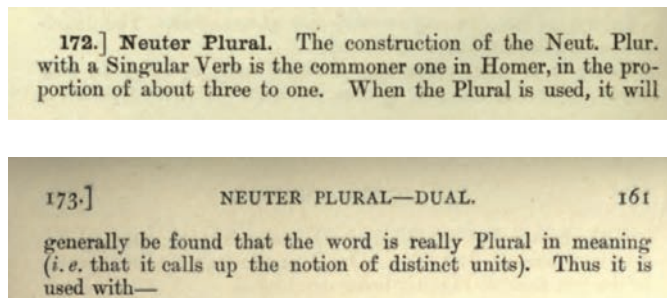 172.] Neuter Plural. The construction of the Neut. Plur.
with a Singular Verb is the commoner one in Homer, in the pro-
portion of about three to one. When the Plural is used, it will
173.] NEUTER PLURAL—DUAL. 161
generally be found that the word is really Plural in meaning
(i. e. that it calls up the notion of distinct units). Thus it is
used with—